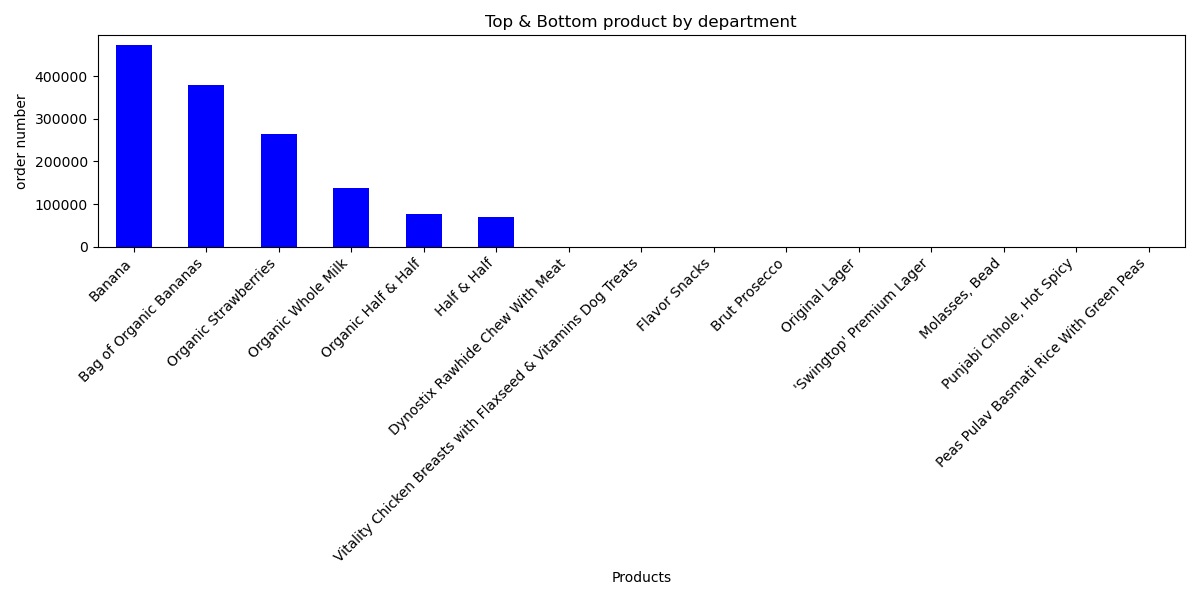 Top & Bottom product by department
order number
400000
300000
200000
100000
0
Banana
Bag of Organic Bananas
Organic Strawberries
Organic Whole Milk
Organic Half & Half
Half & Half
Dynostix Rawhide Chew With Meat
Vitality Chicken Breasts with Flaxseed & Vitamins Dog Treats
Flavor Snacks
Brut Prosecco
Original Lager
'Swingtop' Premium Lager
Molasses, Bead
Punjabi Chhole, Hot Spicy
Peas Pulav Basmati Rice With Green Peas
Products